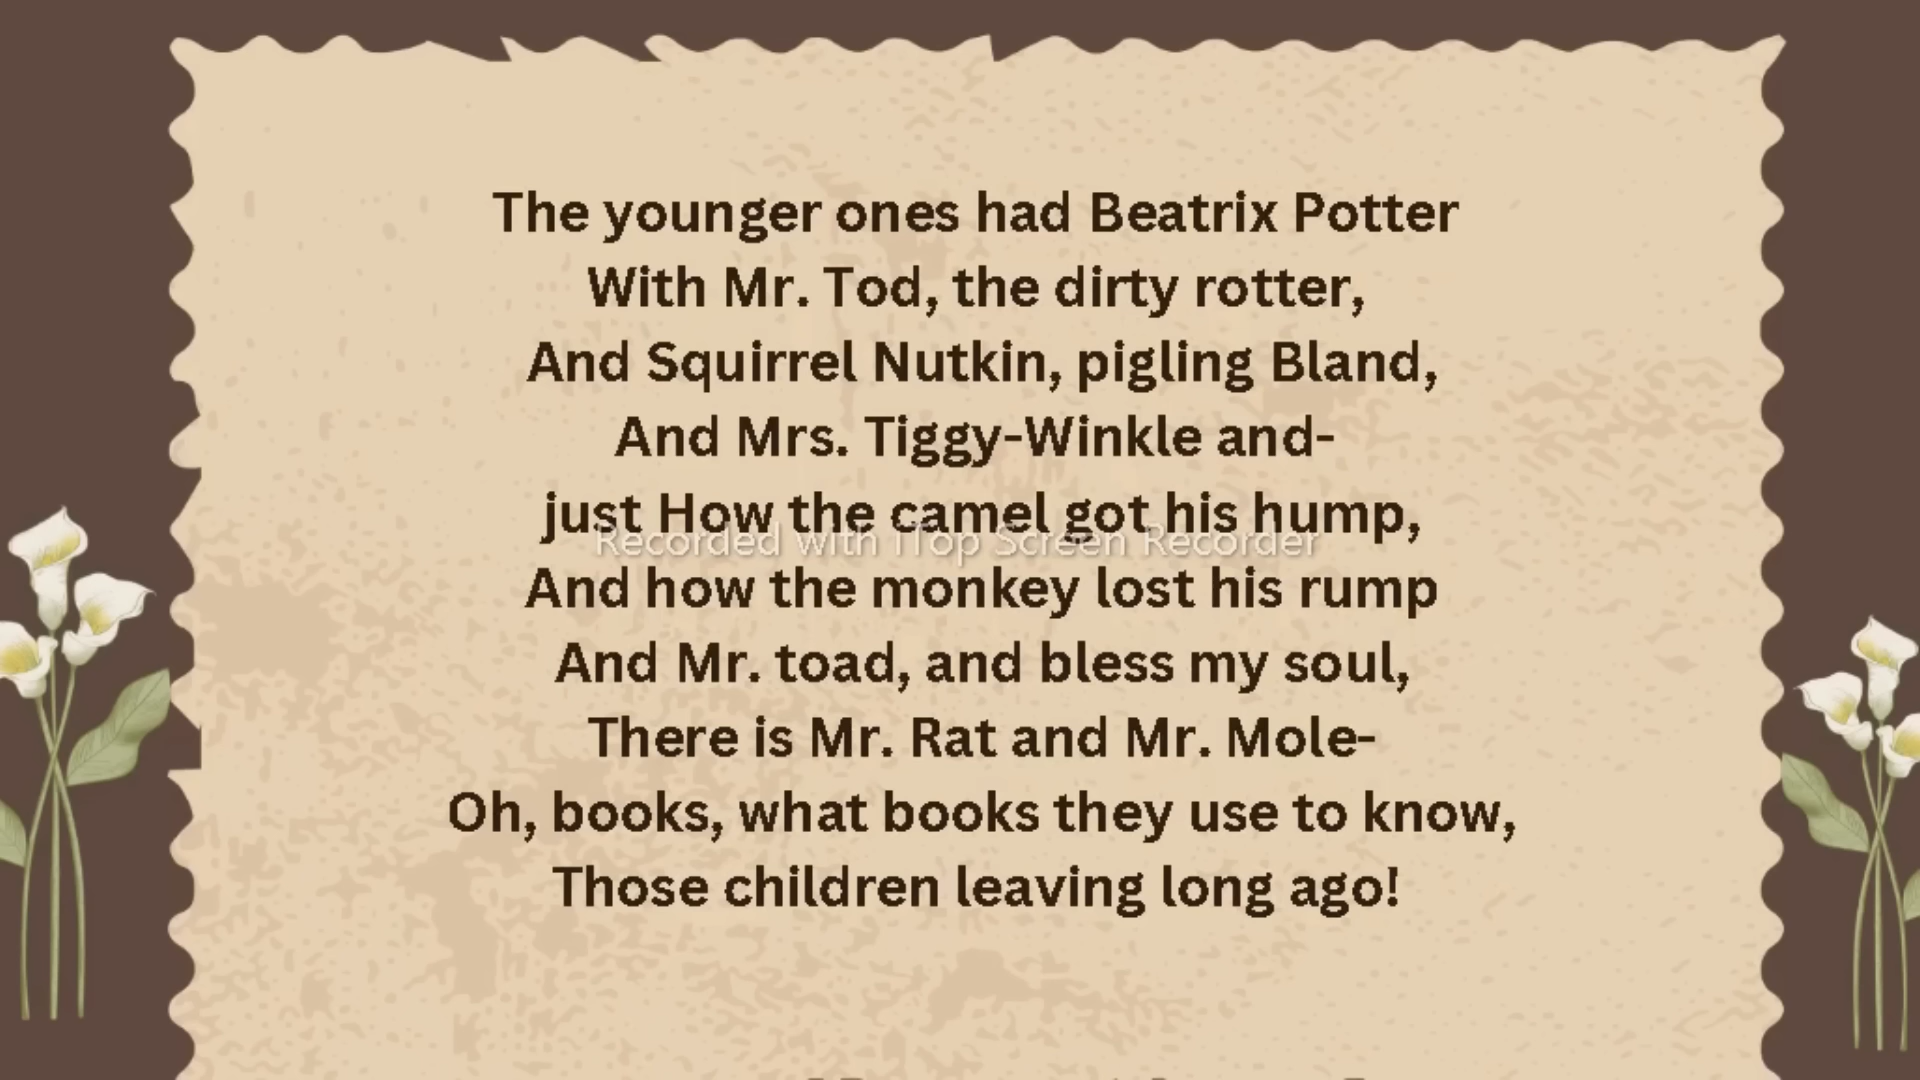 The younger ones had Beatrix Potter
With Mr. Tod, the dirty rotter,
And Squirrel Nutkin, pigling Bland,
And Mrs. Tiggy-Winkle and-
just How the camel got his hump,
Recorded with iTop Screen Recorder
And how the monkey lost his rump
And Mr. toad, and bless my soul,
There is Mr. Rat and Mr. Mole-
Oh, books, what books they use to know,
Those children leaving long ago!